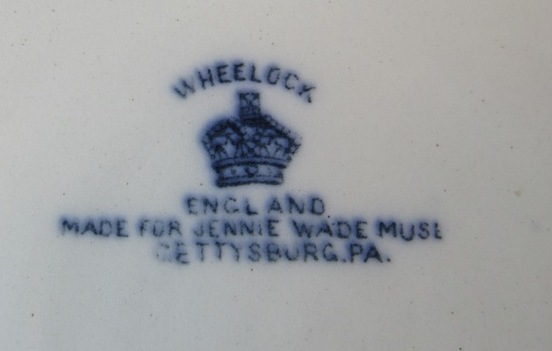 WHEELOCK
ENGLAND
MADE FOR JENNIE WADE MUSE
GETTYSBURG.PA.